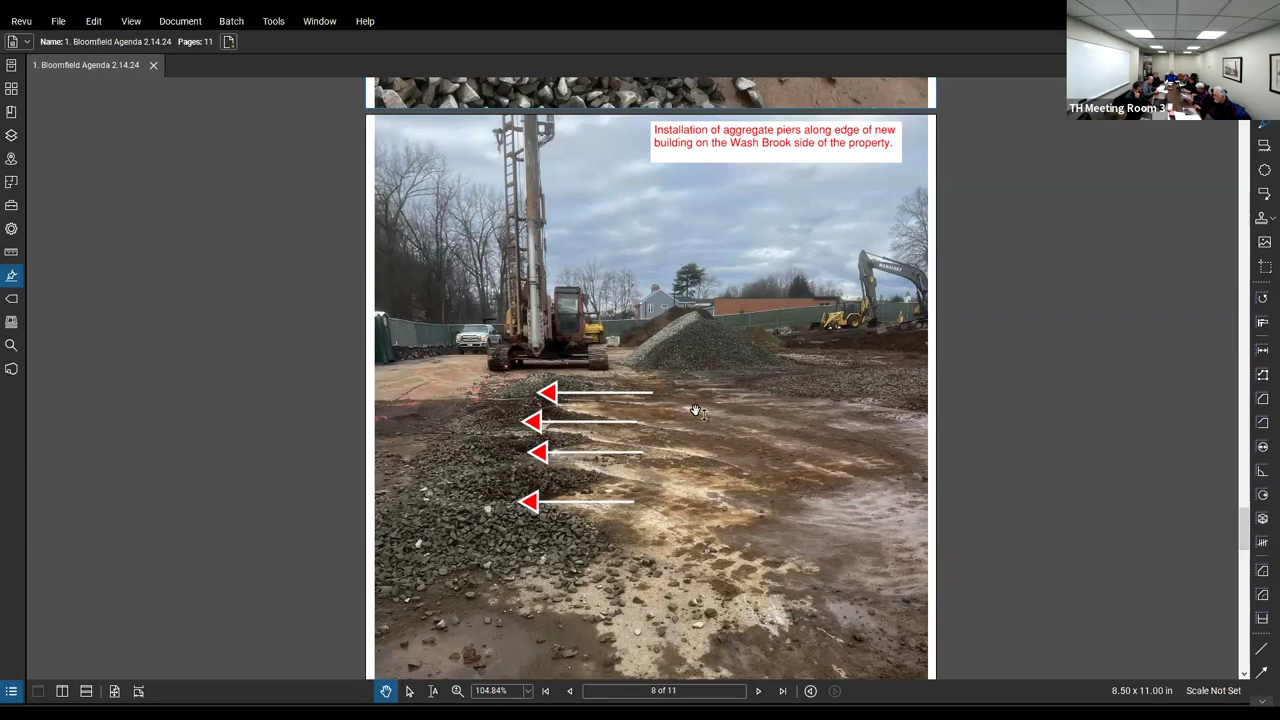 Revu File Edit View Document Batch Tools Window Help
Name: 1. Bloomfield Agenda 2.14.24 Pages: 11
1. Bloomfield Agenda 2.14.24
TH Meeting Room 3
Installation of aggregate piers along edge of new
building on the Wash Brook side of the property.
104.84%
8 of 11
8.50 x 11.00 in
Scale Not Set